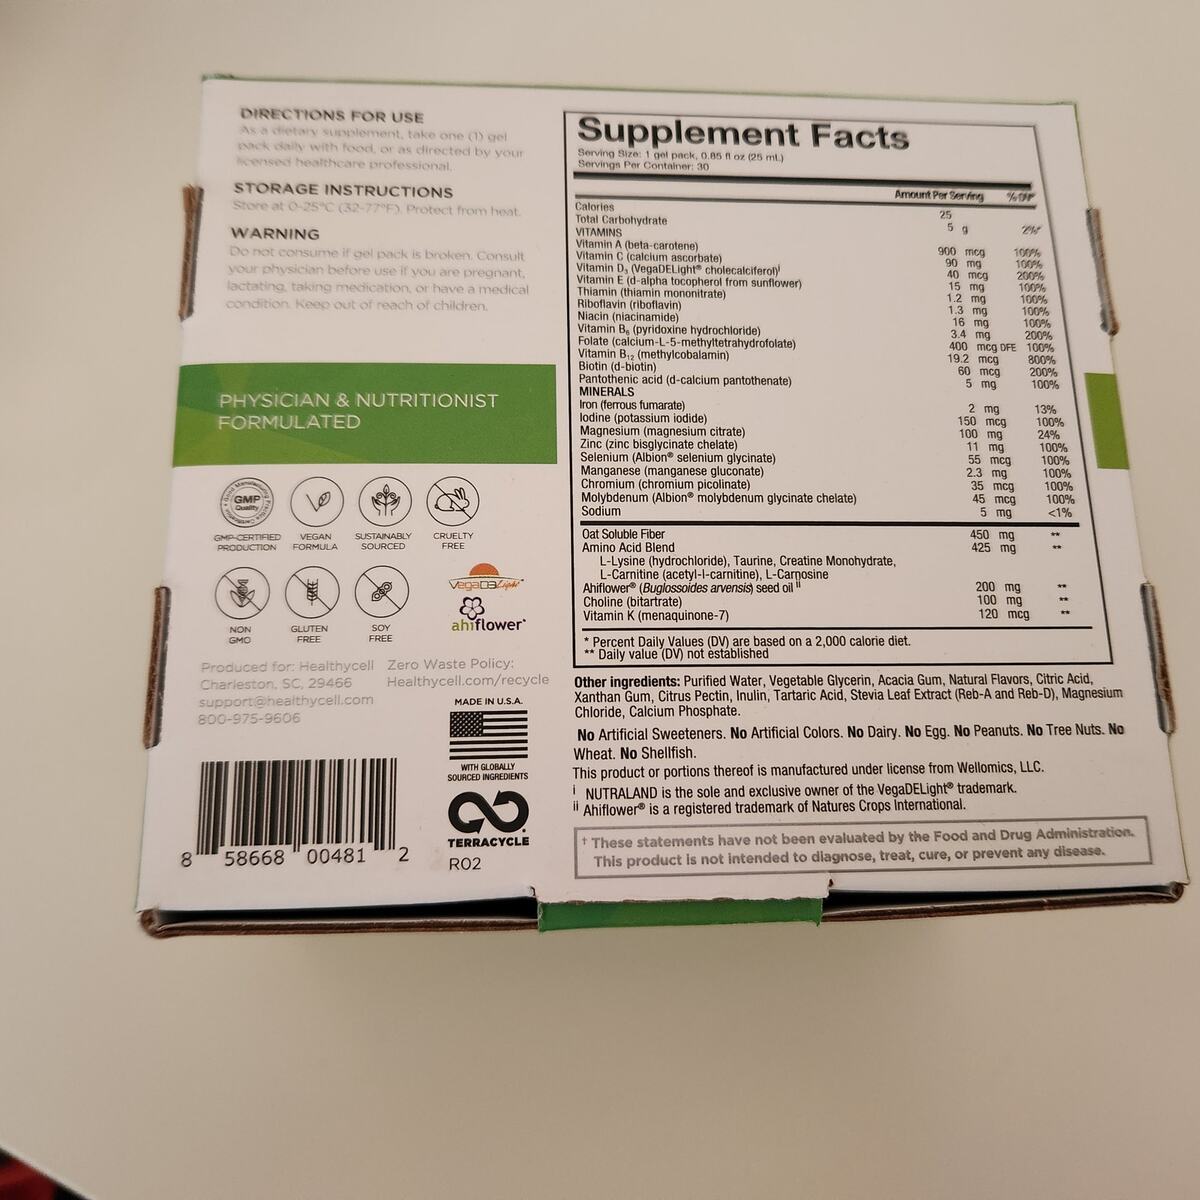 DIRECTIONS FOR USE
As a dietary supplement, take one (1) gel
pack daily with food, or as directed by your
licensed healthcare professional.
STORAGE INSTRUCTIONS
Store at 0-25°C (32-77°F). Protect from heat.
WARNING
Do not consume if gel pack is broken. Consult
your physician before use if you are pregnant,
lactating, taking medication, or have a medical
condition. Keep out of reach of children.
PHYSICIAN & NUTRITIONIST
FORMULATED
GMP
Quality
GMP-CERTIFIED
PRODUCTION
VEGAN
FORMULA
SUSTAINABLY
SOURCED
CRUELTY
FREE
NON
GMO
GLUTEN
FREE
SOY
FREE
VegaDELight
ahiflower
Produced for: Healthycell
Charleston, SC, 29466
support@healthycell.com
800-975-9606
Zero Waste Policy:
Healthycell.com/recycle
MADE IN U.S.A.
WITH GLOBALLY
SOURCED INGREDIENTS
TERRACYCLE
R02
8 58668 00481 2
Supplement Facts
Serving Size: 1 gel pack, 0.85 fl oz (25 mL)
Servings Per Container: 30
Amount Per Serving %DV*
Calories 25
Total Carbohydrate 5 g 2%*
VITAMINS
Vitamin A (beta-carotene) 900 mcg 100%
Vitamin C (calcium ascorbate) 90 mg 100%
Vitamin D₃ (VegaDELight® cholecalciferol)ⁱ 40 mcg 200%
Vitamin E (d-alpha tocopherol from sunflower) 15 mg 100%
Thiamin (thiamin mononitrate) 1.2 mg 100%
Riboflavin (riboflavin) 1.3 mg 100%
Niacin (niacinamide) 16 mg 100%
Vitamin B₆ (pyridoxine hydrochloride) 3.4 mg 200%
Folate (calcium-L-5-methyltetrahydrofolate) 400 mcg DFE 100%
Vitamin B₁₂ (methylcobalamin) 19.2 mcg 800%
Biotin (d-biotin) 60 mcg 200%
Pantothenic acid (d-calcium pantothenate) 5 mg 100%
MINERALS
Iron (ferrous fumarate) 2 mg 13%
Iodine (potassium iodide) 150 mcg 100%
Magnesium (magnesium citrate) 100 mg 24%
Zinc (zinc bisglycinate chelate) 11 mg 100%
Selenium (Albion® selenium glycinate) 55 mcg 100%
Manganese (manganese gluconate) 2.3 mg 100%
Chromium (chromium picolinate) 35 mcg 100%
Molybdenum (Albion® molybdenum glycinate chelate) 45 mcg 100%
Sodium 5 mg <1%
Oat Soluble Fiber 450 mg **
Amino Acid Blend 425 mg **
L-Lysine (hydrochloride), Taurine, Creatine Monohydrate,
L-Carnitine (acetyl-l-carnitine), L-Carnosine
Ahiflower® (Buglossoides arvensis) seed oil ⁱⁱ 200 mg **
Choline (bitartrate) 100 mg **
Vitamin K (menaquinone-7) 120 mcg **
* Percent Daily Values (DV) are based on a 2,000 calorie diet.
** Daily value (DV) not established
Other ingredients: Purified Water, Vegetable Glycerin, Acacia Gum, Natural Flavors, Citric Acid,
Xanthan Gum, Citrus Pectin, Inulin, Tartaric Acid, Stevia Leaf Extract (Reb-A and Reb-D), Magnesium
Chloride, Calcium Phosphate.
No Artificial Sweeteners. No Artificial Colors. No Dairy. No Egg. No Peanuts. No Tree Nuts. No
Wheat. No Shellfish.
This product or portions thereof is manufactured under license from Wellomics, LLC.
i NUTRALAND is the sole and exclusive owner of the VegaDELight® trademark.
ii Ahiflower® is a registered trademark of Natures Crops International.
† These statements have not been evaluated by the Food and Drug Administration.
This product is not intended to diagnose, treat, cure, or prevent any disease.